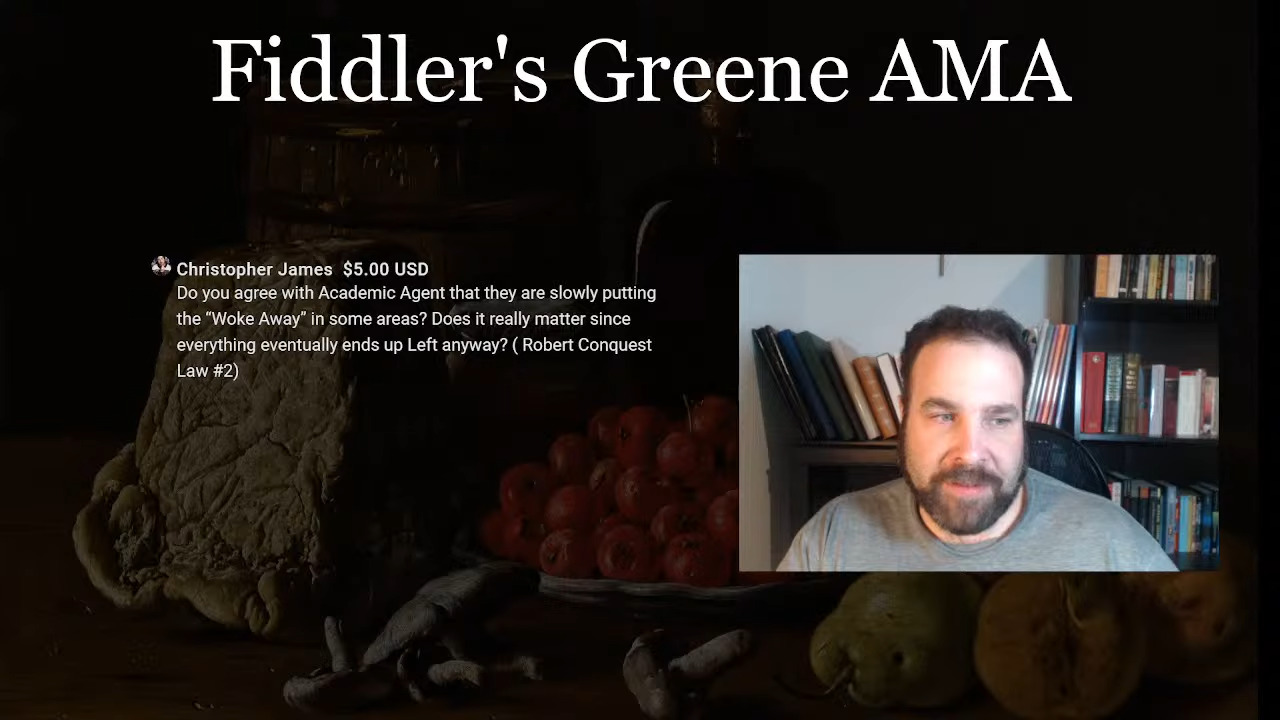 Fiddler's Greene AMA
Christopher James $5.00 USD
Do you agree with Academic Agent that they are slowly putting
the “Woke Away” in some areas? Does it really matter since
everything eventually ends up Left anyway? ( Robert Conquest
Law #2)